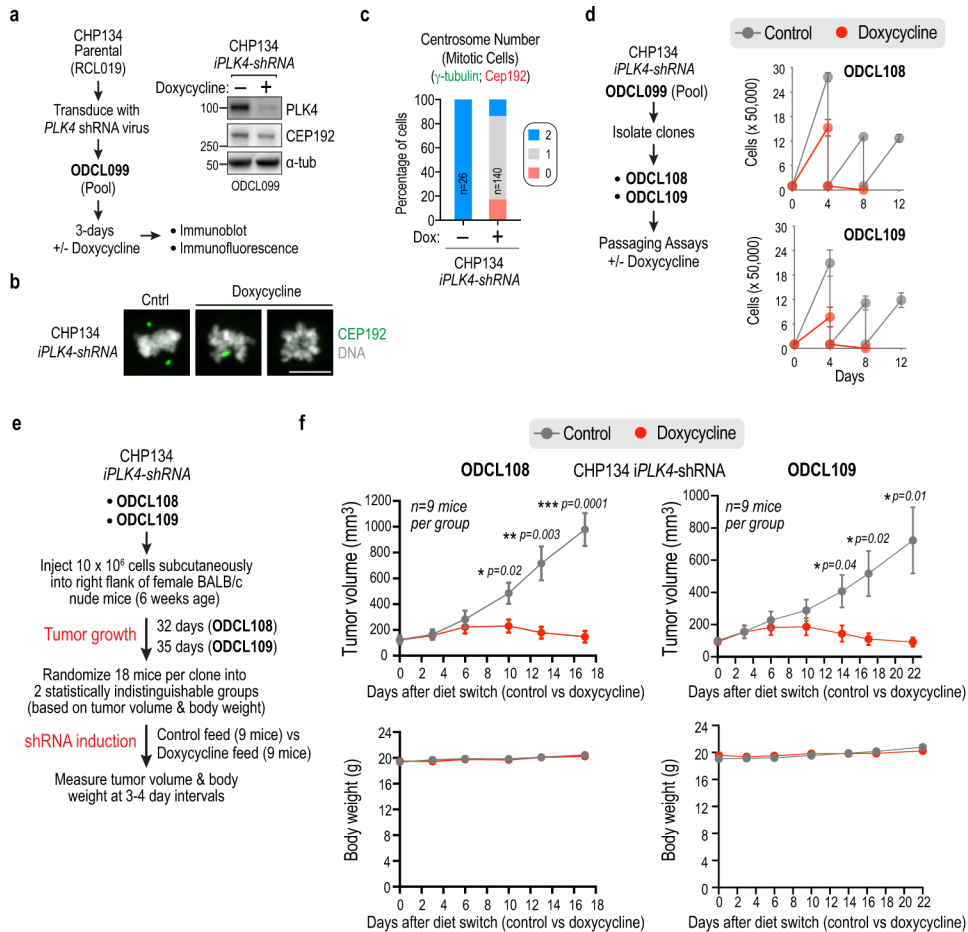 a
CHP134
Parental
(RCL019)
Transduce with
PLK4 shRNA virus
ODCL099
(Pool)
3-days
+/- Doxycycline
• Immunoblot
• Immunofluorescence
CHP134
iPLK4-shRNA
Doxycycline: − +
100
PLK4
250
150
CEP192
50
α-tub
ODCL099
b
Cntrl
Doxycycline
CHP134
iPLK4-shRNA
CEP192
DNA
c
Centrosome Number
(Mitotic Cells)
(γ-tubulin; Cep192)
Percentage of cells
100
80
60
40
20
0
n=26
n=140
2
1
0
Dox: − +
CHP134
iPLK4-shRNA
d
CHP134
iPLK4-shRNA
ODCL099 (Pool)
Isolate clones
• ODCL108
• ODCL109
Passaging Assays
+/- Doxycycline
Control Doxycycline
ODCL108
Cells (x 50,000)
30
24
18
12
6
0
0 4 8 12
ODCL109
Cells (x 50,000)
30
24
18
12
6
0
0 4 8 12
Days
e
CHP134
iPLK4-shRNA
• ODCL108
• ODCL109
Inject 10 x 10⁶ cells subcutaneously
into right flank of female BALB/c
nude mice (6 weeks age)
Tumor growth
32 days (ODCL108)
35 days (ODCL109)
Randomize 18 mice per clone into
2 statistically indistinguishable groups
(based on tumor volume & body weight)
shRNA induction
Control feed (9 mice) vs
Doxycycline feed (9 mice)
Measure tumor volume & body
weight at 3-4 day intervals
f
Control Doxycycline
ODCL108 CHP134 iPLK4-shRNA ODCL109
Tumor volume (mm3)
1200
1000
800
600
400
200
0
n=9 mice
per group
*** p=0.0001
** p=0.003
* p=0.02
0 2 4 6 8 10 12 14 16 18
Days after diet switch (control vs doxycycline)
Tumor volume (mm3)
1000
800
600
400
200
0
n=9 mice
per group
* p=0.01
* p=0.02
* p=0.04
0 2 4 6 8 10 12 14 16 18 20 22
Days after diet switch (control vs doxycycline)
Body weight (g)
24
20
16
12
8
4
0
0 2 4 6 8 10 12 14 16 18
Days after diet switch (control vs doxycycline)
Body weight (g)
24
20
16
12
8
4
0
0 2 4 6 8 10 12 14 16 18 20 22
Days after diet switch (control vs doxycycline)